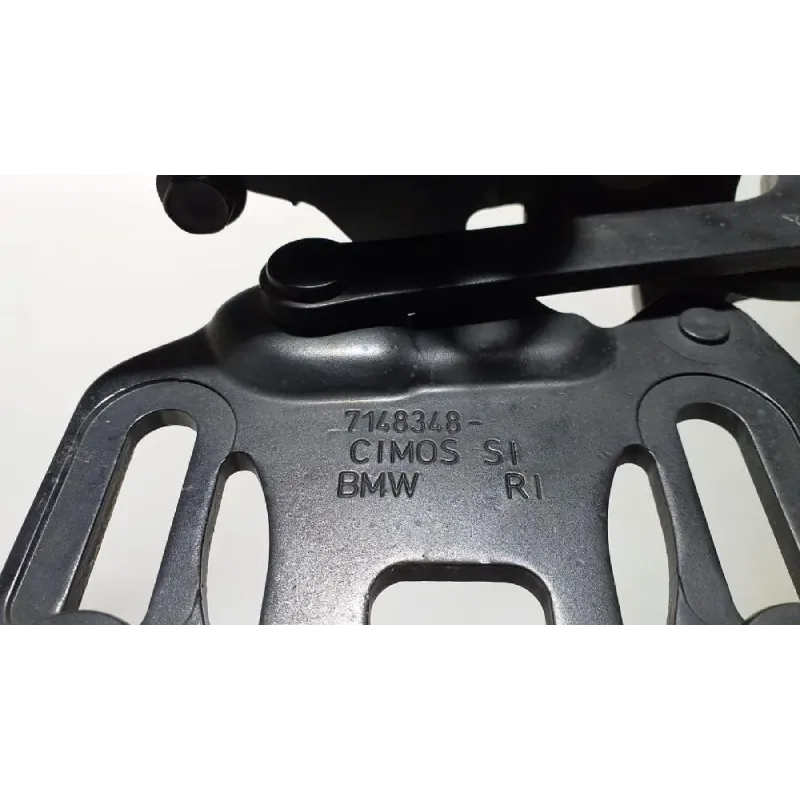 7148348-
CIMOS SI
BMW RI